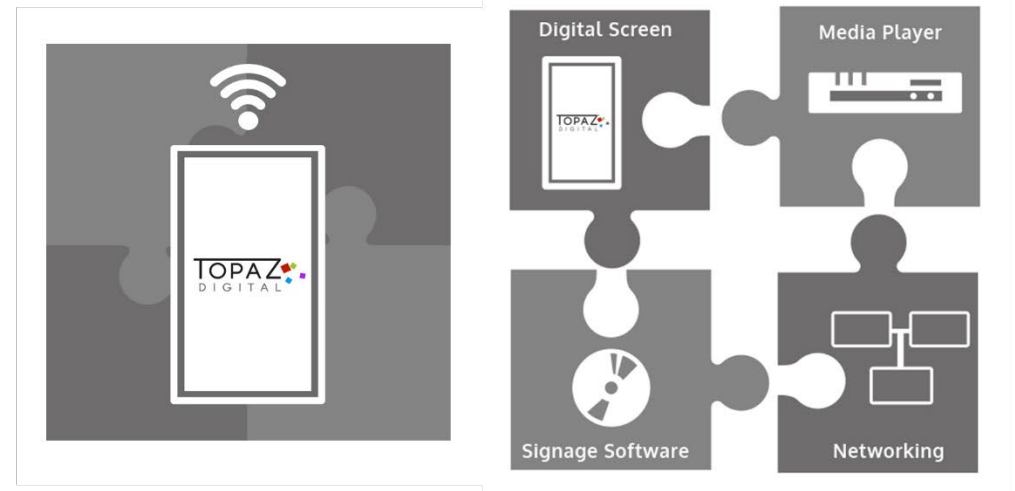 TOPAZ
DIGITAL
Digital Screen
TOPAZ
DIGITAL
Media Player
Signage Software
Networking